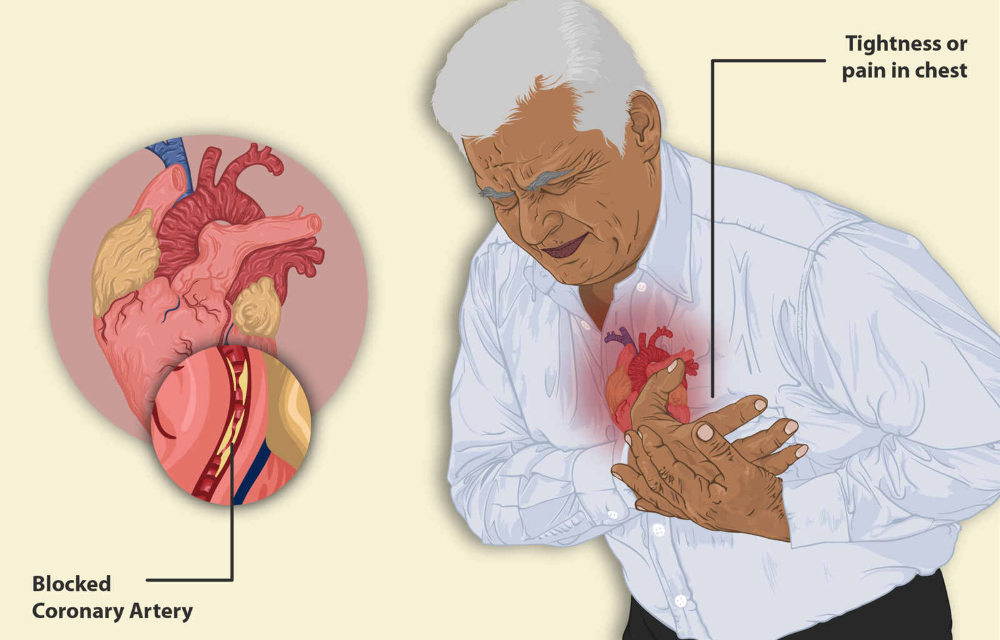 Tightness or
pain in chest
Blocked
Coronary Artery